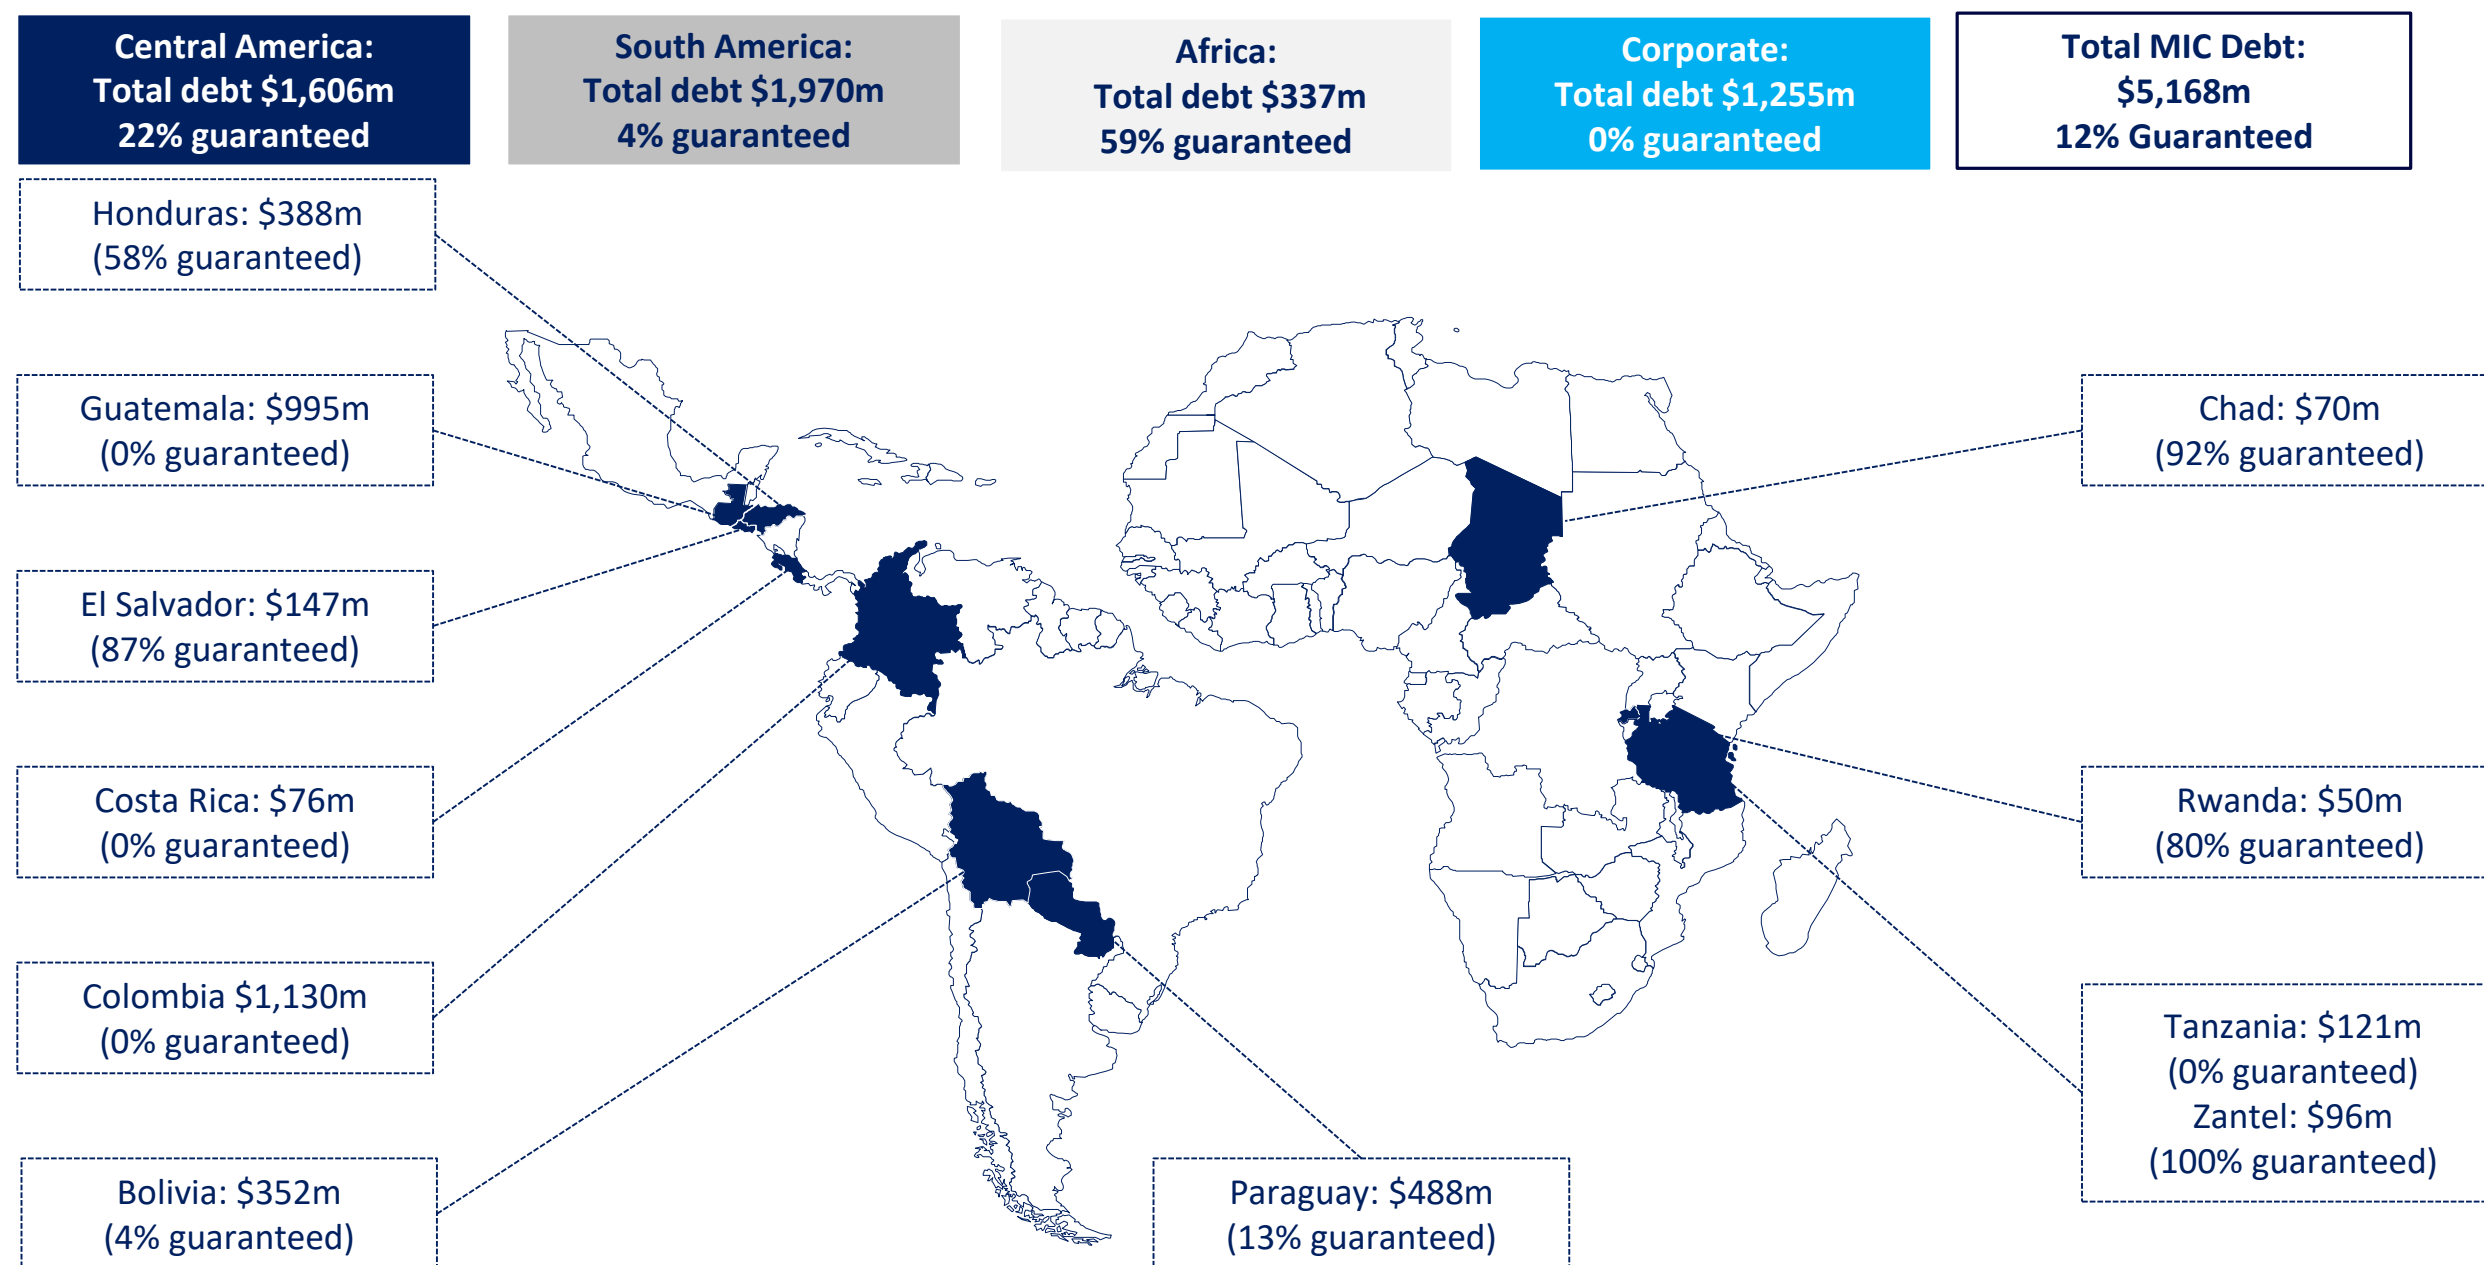 Central America:
Total debt $1,606m
22% guaranteed
South America:
Total debt $1,970m
4% guaranteed
Africa:
Total debt $337m
59% guaranteed
Corporate:
Total debt $1,255m
0% guaranteed
Total MIC Debt:
$5,168m
12% Guaranteed
Honduras: $388m
(58% guaranteed)
Guatemala: $995m
(0% guaranteed)
El Salvador: $147m
(87% guaranteed)
Costa Rica: $76m
(0% guaranteed)
Colombia $1,130m
(0% guaranteed)
Bolivia: $352m
(4% guaranteed)
Paraguay: $488m
(13% guaranteed)
Chad: $70m
(92% guaranteed)
Rwanda: $50m
(80% guaranteed)
Tanzania: $121m
(0% guaranteed)
Zantel: $96m
(100% guaranteed)